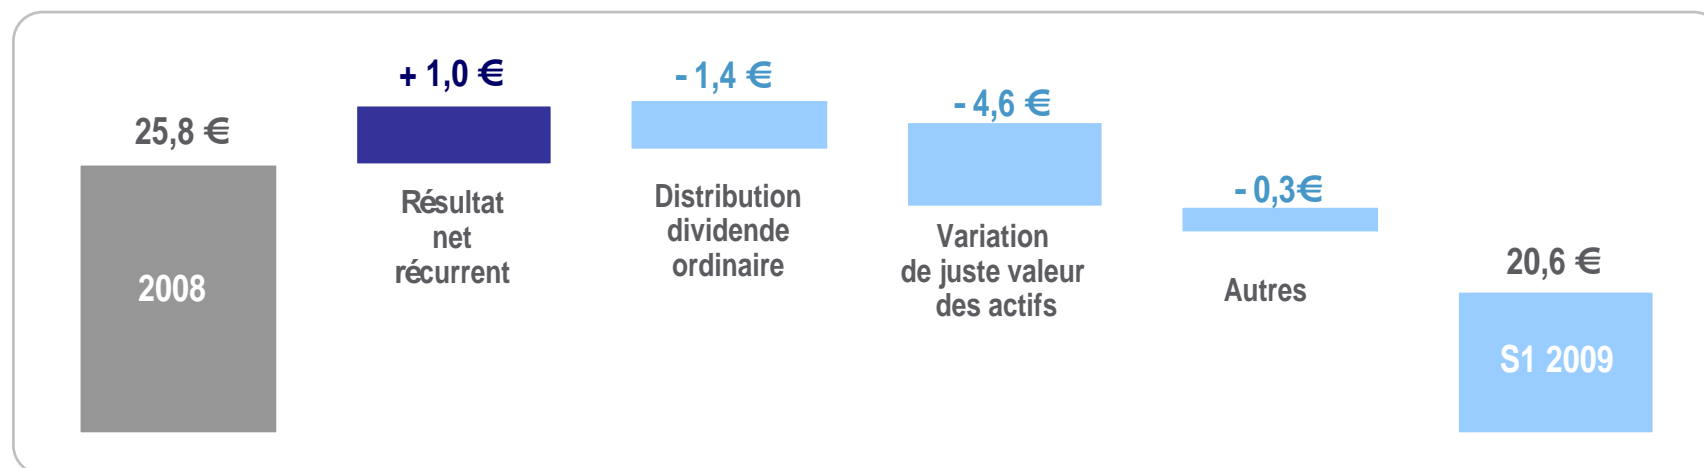 25,8 €
2008
+ 1,0 €
Résultat
net
récurrent
- 1,4 €
Distribution
dividende
ordinaire
- 4,6 €
Variation
de juste valeur
des actifs
- 0,3€
Autres
20,6 €
S1 2009